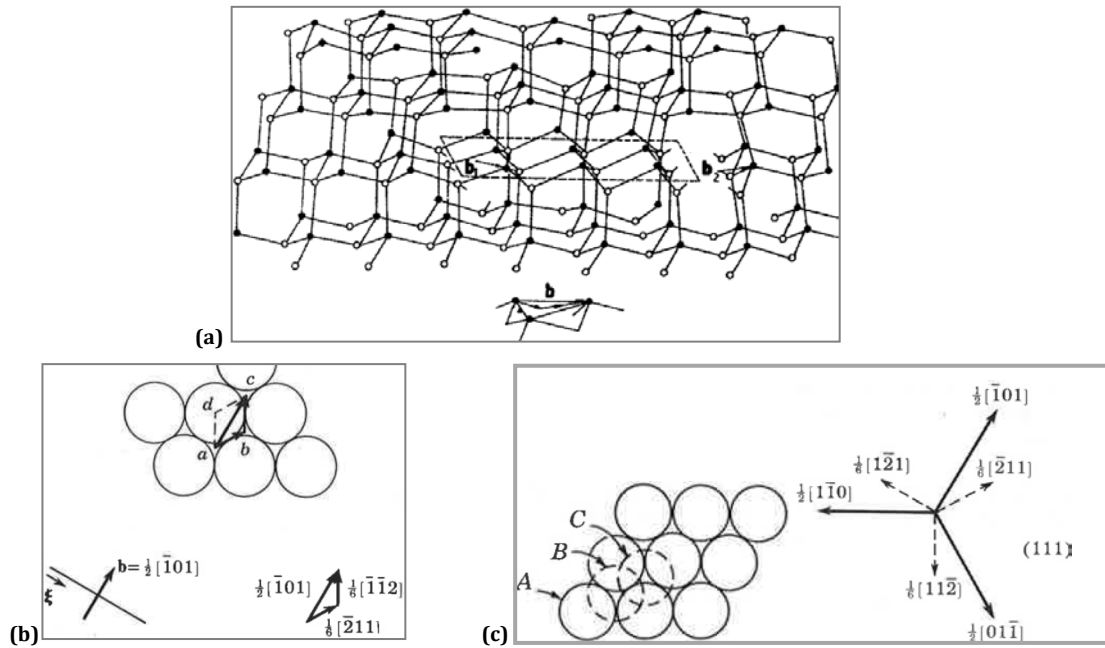 b₁
b₂
b
(a)
c
d
a
b
b=½[1̅01]
ξ
½[1̅01]
⅙[1̅1̅2]
⅙[2̅11]
(b)
A
B
C
½[1̅01]
⅙[12̅1]
⅙[2̅11]
½[11̅0]
(111)
⅙[112̅]
½[011̅]
(c)